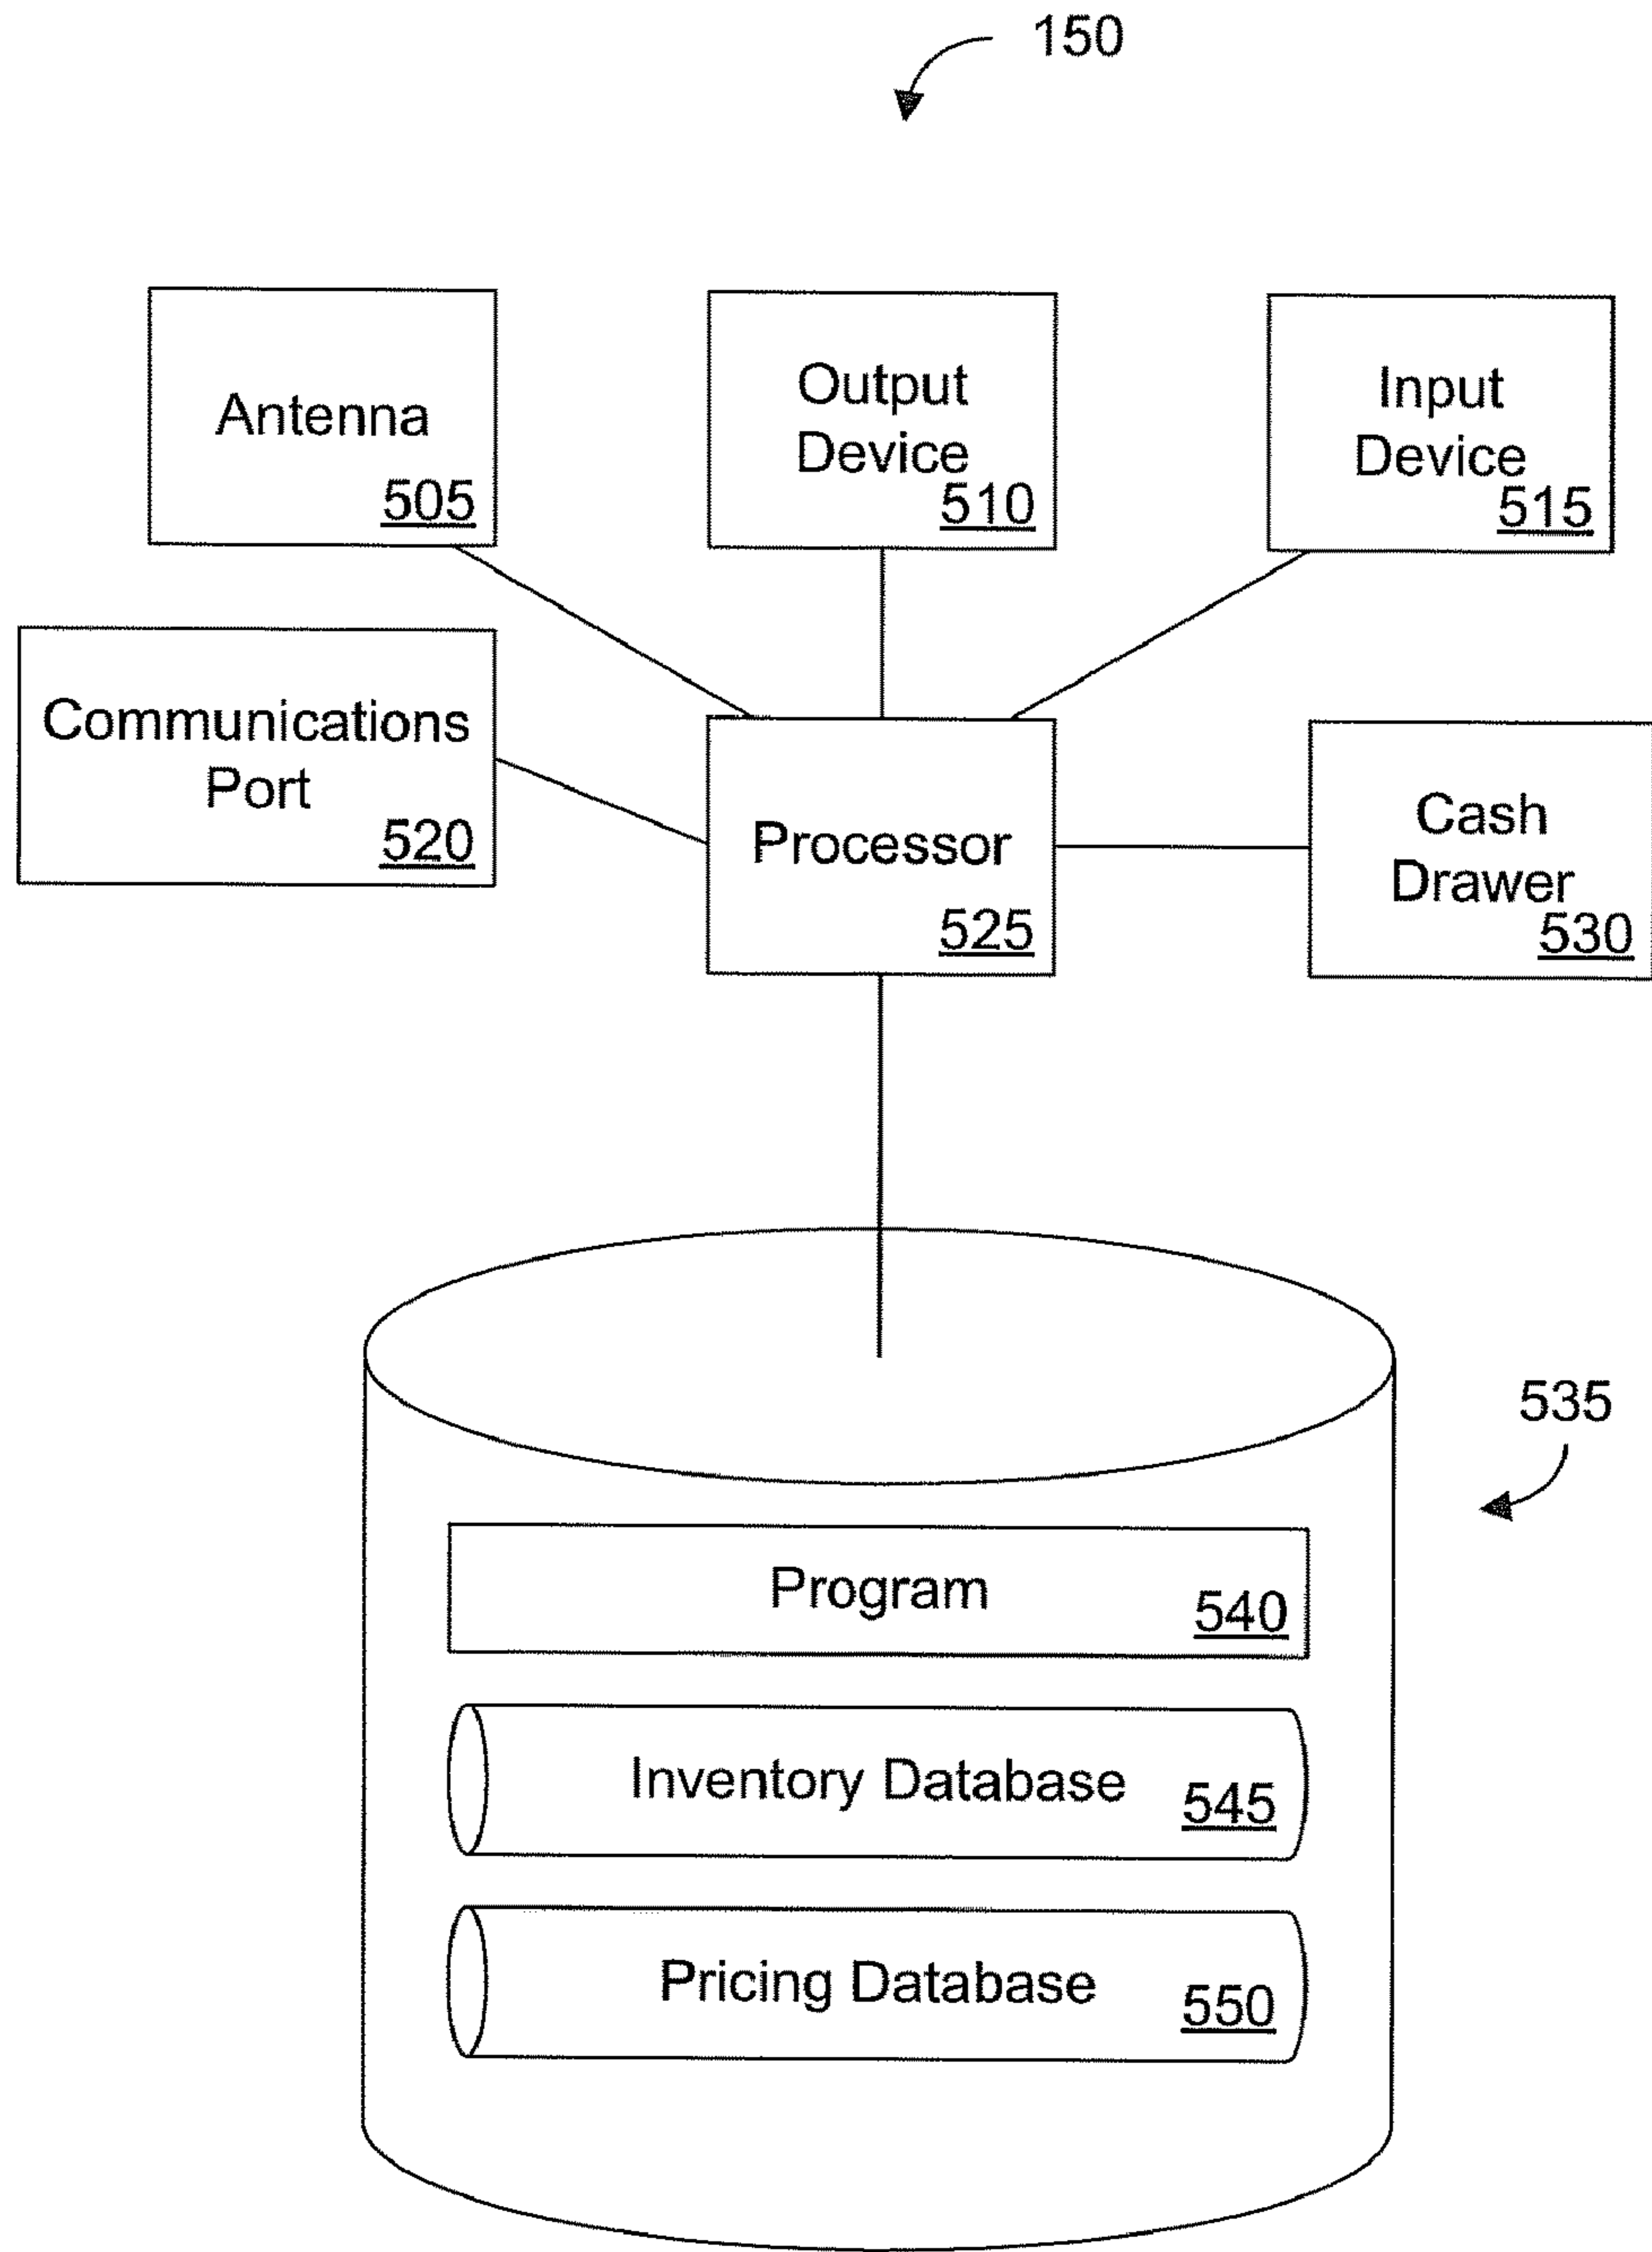 150
Antenna
505
Output
Device
510
Input
Device
515
Communications
Port
520
Processor
525
Cash
Drawer
530
535
Program
540
Inventory Database
545
Pricing Database
550